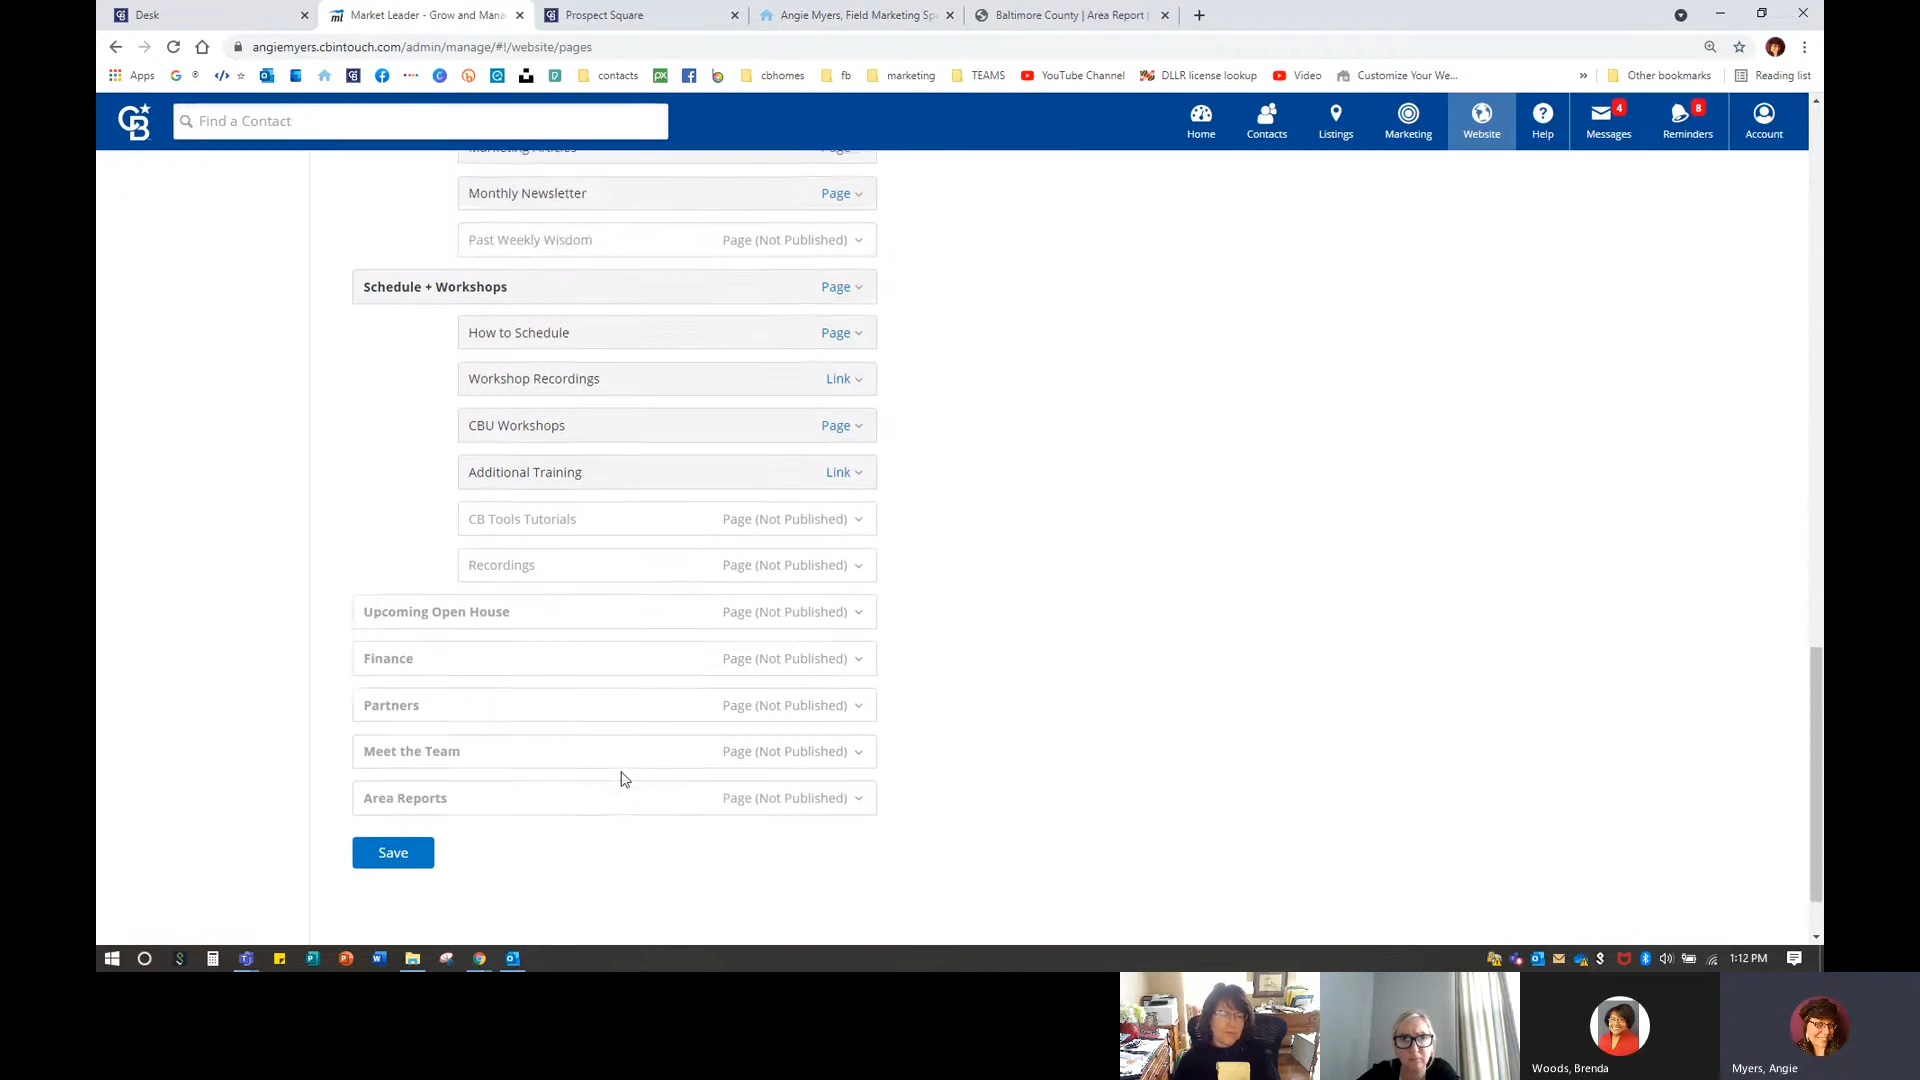 Desk
Market Leader - Grow and Mana
Prospect Square
Angie Myers, Field Marketing Sp
Baltimore County | Area Report |
angiemyers.cbintouch.com/admin/manage/#!/website/pages
Apps
contacts
cbhomes
fb
marketing
TEAMS
YouTube Channel
DLLR license lookup
Video
Customize Your We...
Other bookmarks
Reading list
Find a Contact
Home
Contacts
Listings
Marketing
Website
Help
4
Messages
8
Reminders
Account
Marketing Articles Page
Monthly Newsletter Page
Past Weekly Wisdom Page (Not Published)
Schedule + Workshops Page
How to Schedule Page
Workshop Recordings Link
CBU Workshops Page
Additional Training Link
CB Tools Tutorials Page (Not Published)
Recordings Page (Not Published)
Upcoming Open House Page (Not Published)
Finance Page (Not Published)
Partners Page (Not Published)
Meet the Team Page (Not Published)
Area Reports Page (Not Published)
Save
1:12 PM
Woods, Brenda
Myers, Angie